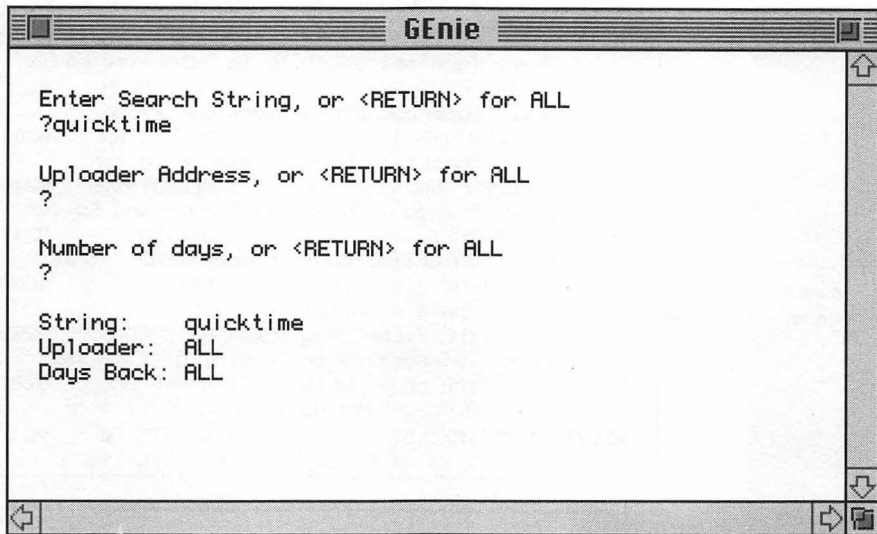 GEnie
Enter Search String, or <RETURN> for ALL
?quicktime
Uploader Address, or <RETURN> for ALL
?
Number of days, or <RETURN> for ALL
?
String: quicktime
Uploader: ALL
Days Back: ALL